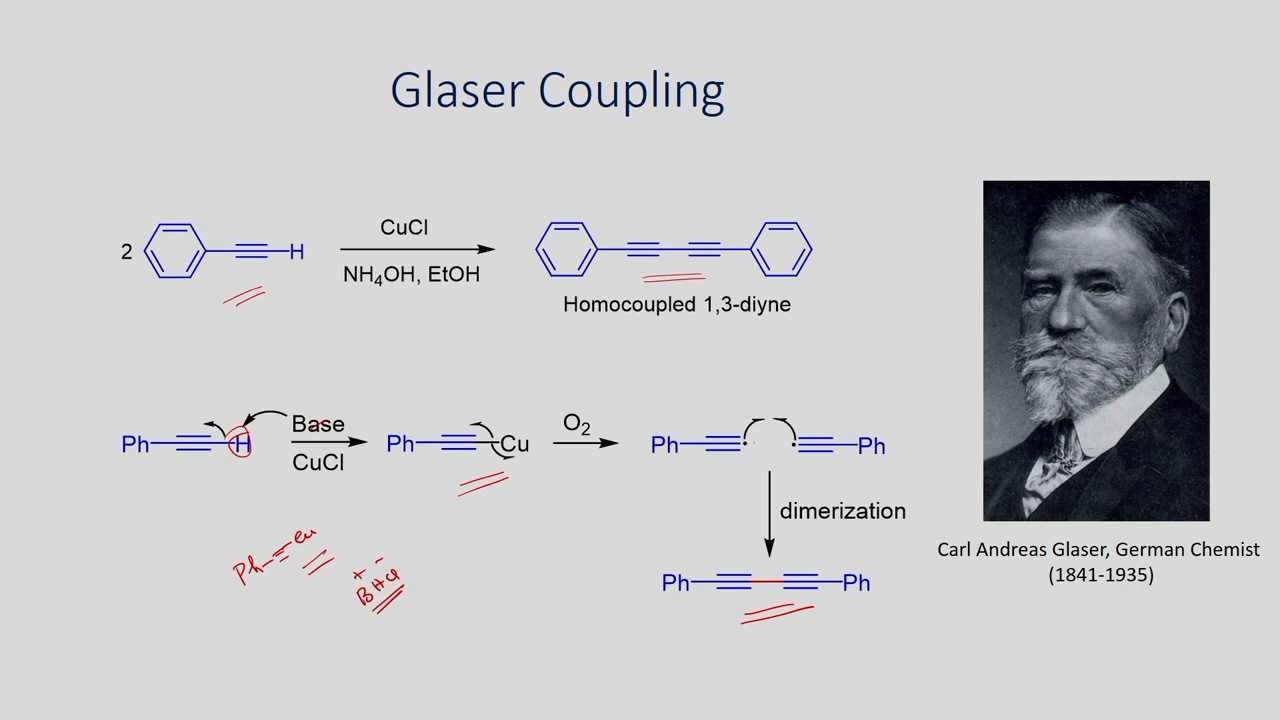 Glaser Coupling
2 ≡ H CuCl
NH₄OH, EtOH
Homocoupled 1,3-diyne
Ph H Base
CuCl
Ph Cu O₂
Ph Ph
dimerization
Ph Ph
Ph-≡-Cu
B⁺HCl⁻
Carl Andreas Glaser, German Chemist
(1841-1935)